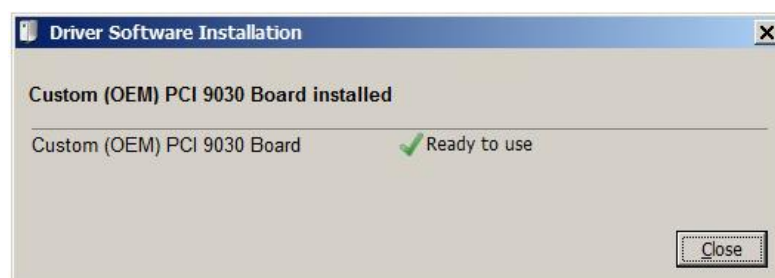 Driver Software Installation
Custom (OEM) PCI 9030 Board installed
Custom (OEM) PCI 9030 Board Ready to use
Close